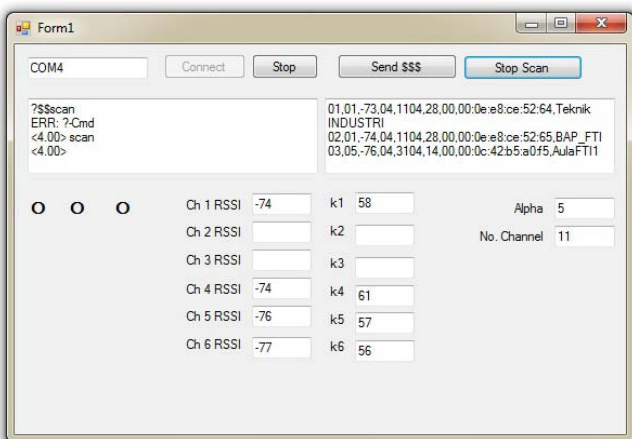 Form1
COM4
Connect
Stop
Send $$$
Stop Scan
?$$scan
ERR: ?-Cmd
<4.00> scan
<4.00>
01,01,-73,04,1104,28,00,00:0e:e8:ce:52:64,Teknik
INDUSTRI
02,01,-74,04,1104,28,00,00:0e:e8:ce:52:65,BAP_FTI
03,05,-76,04,3104,14,00,00:0c:42:b5:a0:f5,AulaFTI1
O O O
Ch 1 RSSI -74 k1 58 Alpha 5
Ch 2 RSSI k2 No. Channel 11
Ch 3 RSSI k3
Ch 4 RSSI -74 k4 61
Ch 5 RSSI -76 k5 57
Ch 6 RSSI -77 k6 56